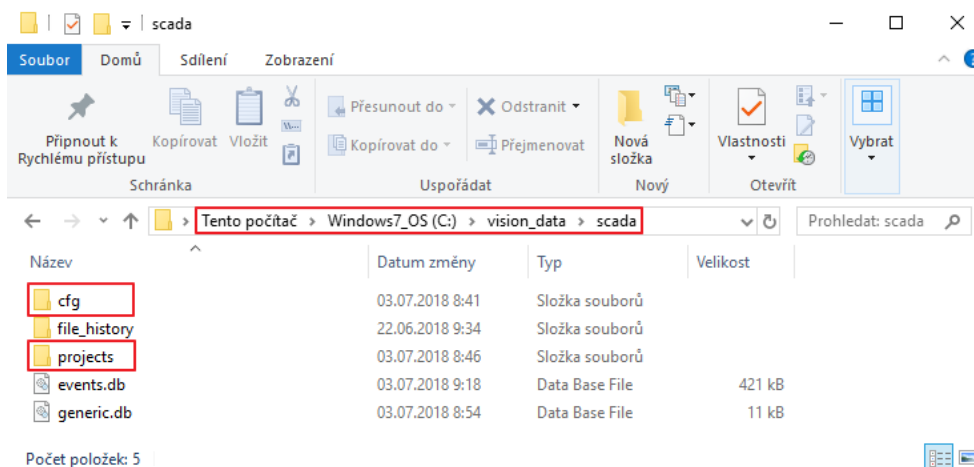 scada
Soubor Domů Sdílení Zobrazení
Připnout k Rychlému přístupu
Kopírovat
Vložit
Přesunout do
Kopírovat do
Odstranit
Přejmenovat
Nová složka
Vlastnosti
Vybrat
Schránka Uspořádat Nový Otevřít
Tento počítač > Windows7_OS (C:) > vision_data > scada
Prohledat: scada
Název Datum změny Typ Velikost
cfg 03.07.2018 8:41 Složka souborů
file_history 22.06.2018 9:34 Složka souborů
projects 03.07.2018 8:46 Složka souborů
events.db 03.07.2018 9:18 Data Base File 421 kB
generic.db 03.07.2018 8:54 Data Base File 11 kB
Počet položek: 5